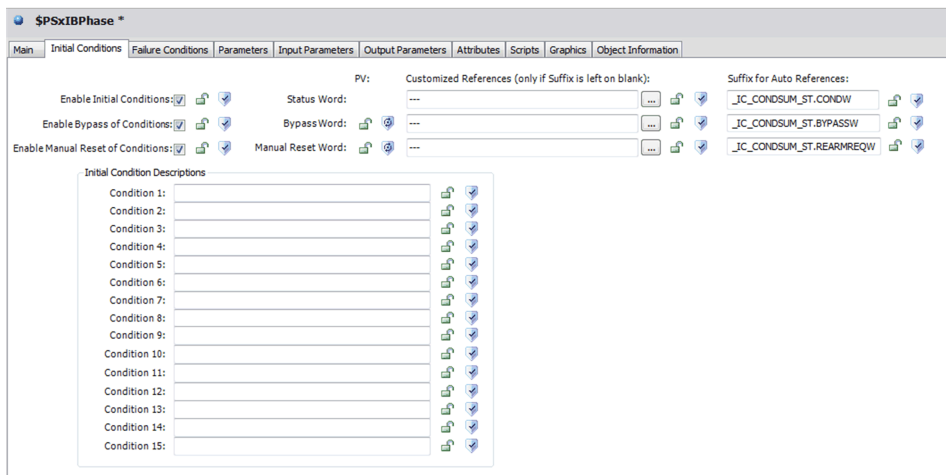 $PSxIBPhase *
Main Initial Conditions Failure Conditions Parameters Input Parameters Output Parameters Attributes Scripts Graphics Object Information
PV: Customized References (only if Suffix is left on blank): Suffix for Auto References:
Enable Initial Conditions: Status Word: --- ... _IC_CONDSUM_ST.CONDW
Enable Bypass of Conditions: Bypass Word: --- ... _IC_CONDSUM_ST.BYPASSW
Enable Manual Reset of Conditions: Manual Reset Word: --- ... _IC_CONDSUM_ST.REARMREQW
Initial Condition Descriptions
Condition 1:
Condition 2:
Condition 3:
Condition 4:
Condition 5:
Condition 6:
Condition 7:
Condition 8:
Condition 9:
Condition 10:
Condition 11:
Condition 12:
Condition 13:
Condition 14:
Condition 15: